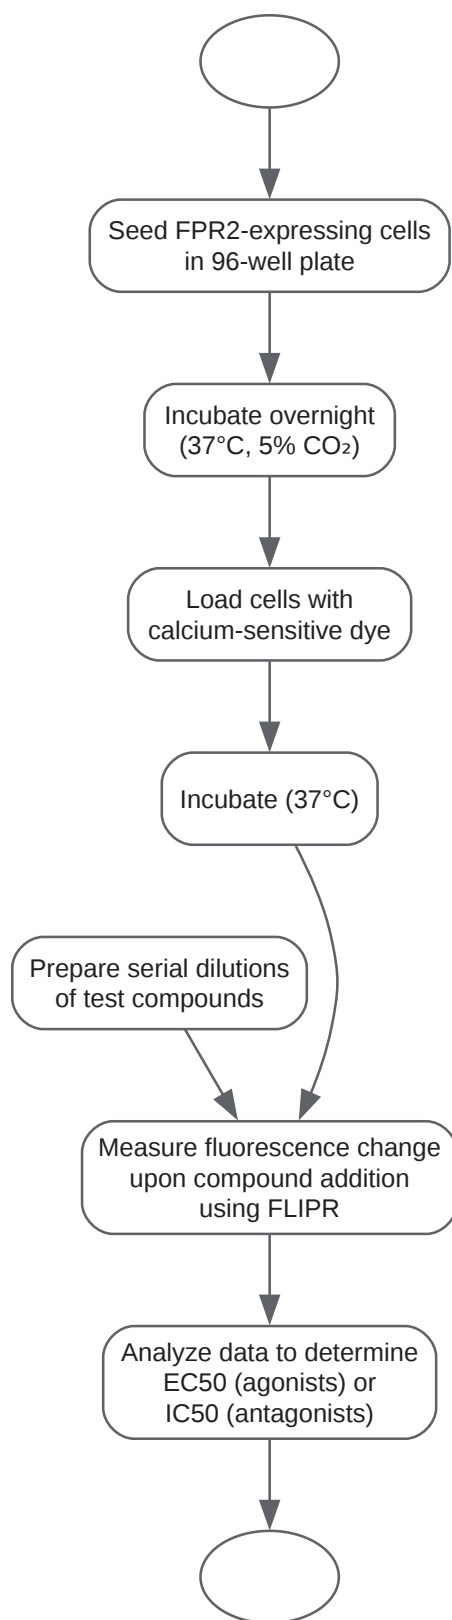 Seed FPR2-expressing cells
in 96-well plate
Incubate overnight
(37°C, 5% CO₂)
Load cells with
calcium-sensitive dye
Incubate (37°C)
Prepare serial dilutions
of test compounds
Measure fluorescence change
upon compound addition
using FLIPR
Analyze data to determine
EC50 (agonists) or
IC50 (antagonists)